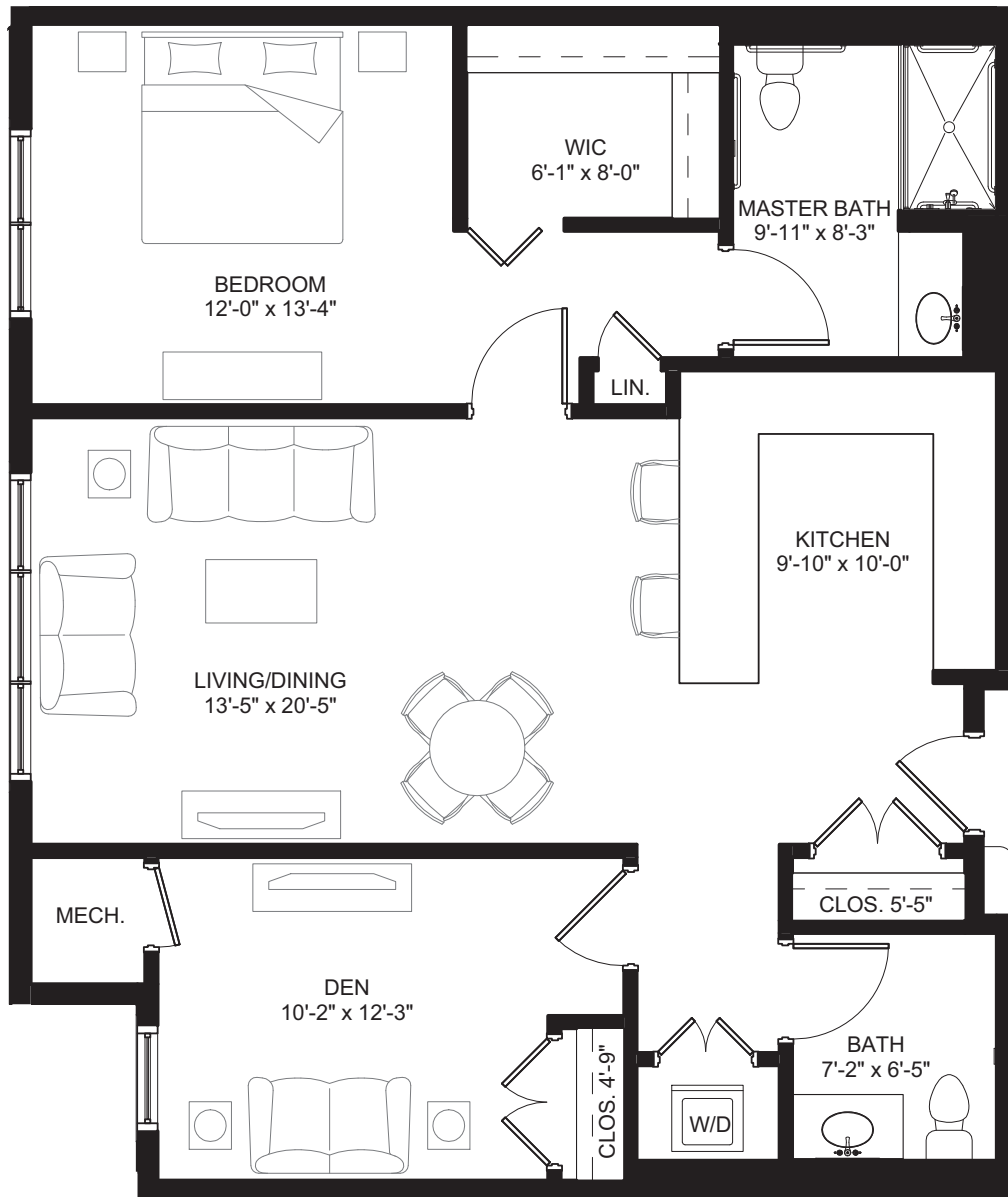 WIC
6'-1" x 8'-0"
MASTER BATH
9'-11" x 8'-3"
BEDROOM
12'-0" x 13'-4"
LIN.
KITCHEN
9'-10" x 10'-0"
LIVING/DINING
13'-5" x 20'-5"
MECH.
CLOS. 5'-5"
DEN
10'-2" x 12'-3"
BATH
7'-2" x 6'-5"
CLOS. 4'-9"
W/D